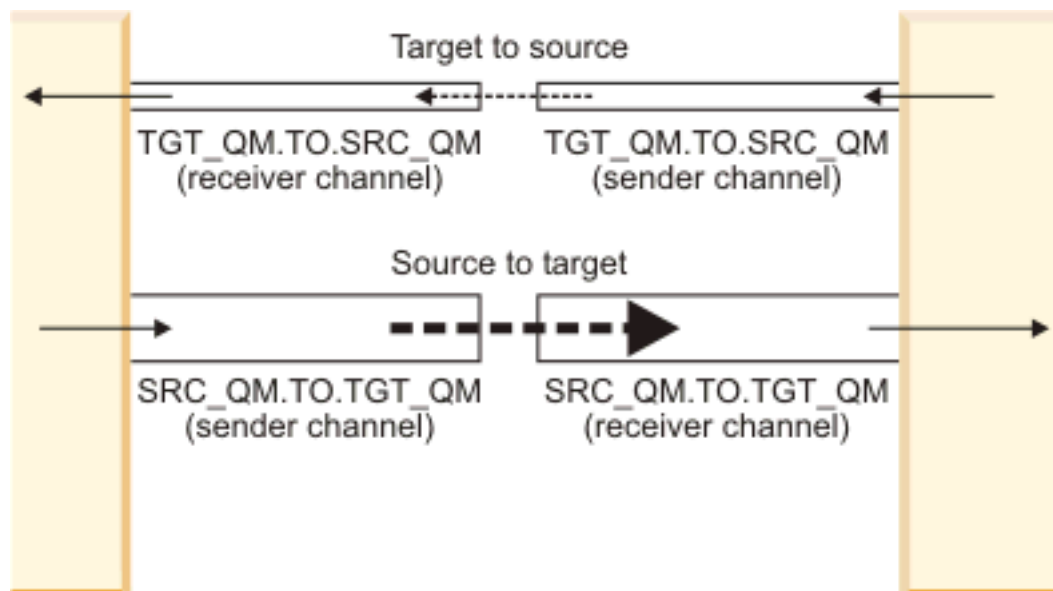 Target to source
TGT_QM.TO.SRC_QM
(receiver channel)
TGT_QM.TO.SRC_QM
(sender channel)
Source to target
SRC_QM.TO.TGT_QM
(sender channel)
SRC_QM.TO.TGT_QM
(receiver channel)